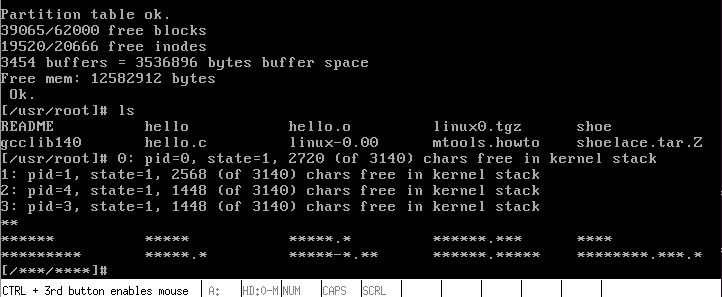 Partition table ok.
39065/62000 free blocks
19520/20666 free inodes
3454 buffers = 3536896 bytes buffer space
Free mem: 12582912 bytes
 Ok.
[/usr/root]# ls
README hello hello.o linux0.tgz shoe
gcclib140 hello.c linux-0.00 mtools.howto shoelace.tar.Z
[/usr/root]# 0: pid=0, state=1, 2720 (of 3140) chars free in kernel stack
1: pid=1, state=1, 2568 (of 3140) chars free in kernel stack
2: pid=4, state=1, 1448 (of 3140) chars free in kernel stack
3: pid=3, state=1, 1448 (of 3140) chars free in kernel stack
**
****** ***** *****.* ******.*** ****
********* *****.* *****-*.** ******.***** ********.***.*
[/***/****]#
CTRL + 3rd button enables mouse A: HD:0-M NUM CAPS SCRL